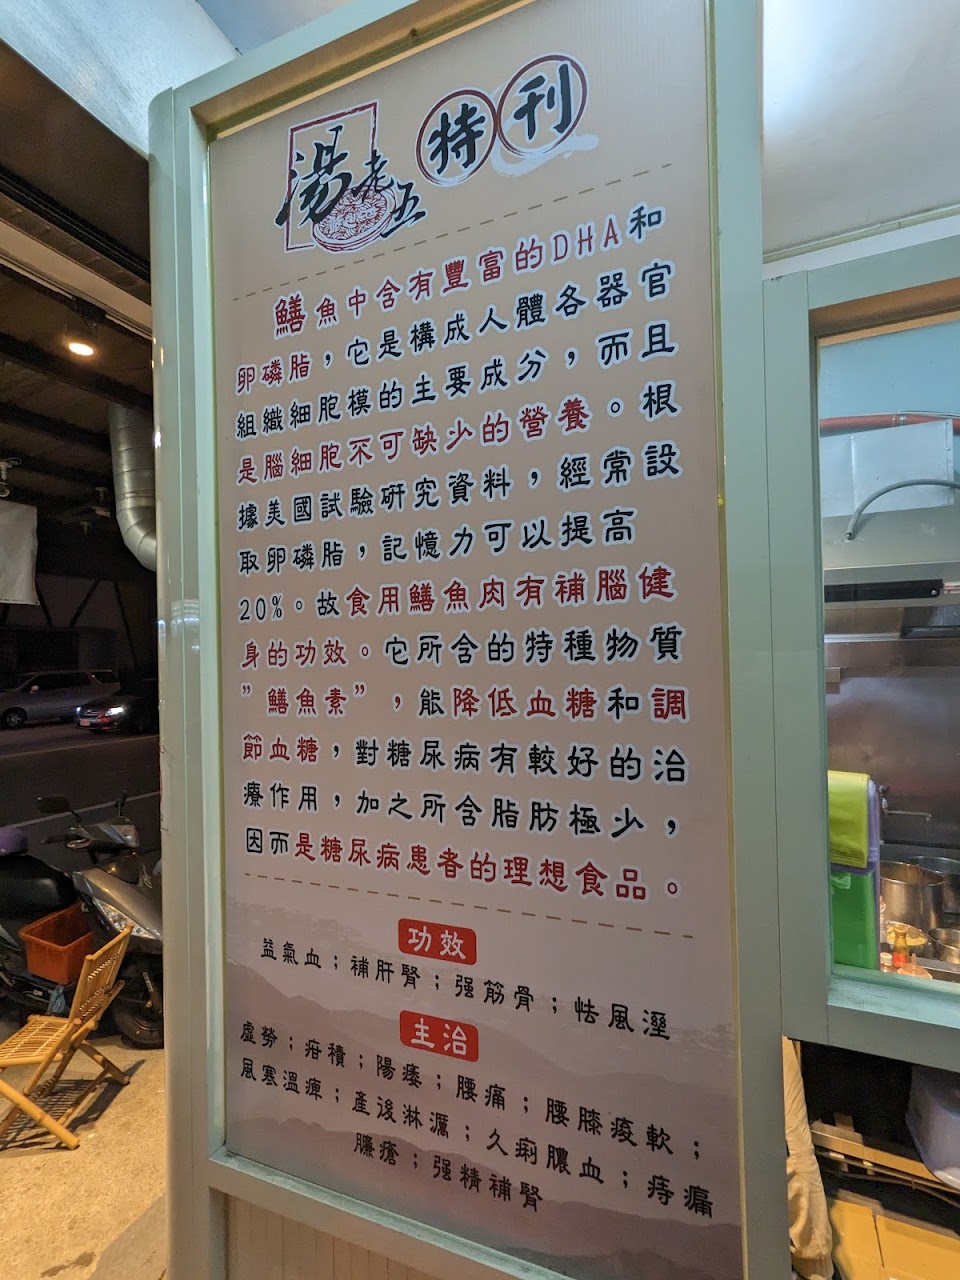 湯老五 特刊
鱔魚中含有豐富的DHA和
卵磷脂，它是構成人體各器官
組織細胞模的主要成分，而且
是腦細胞不可缺少的營養。根
據美國試驗研究資料，經常設
取卵磷脂，記憶力可以提高
20%。故食用鱔魚肉有補腦健
身的功效。它所含的特種物質
”鱔魚素”，能降低血糖和調
節血糖，對糖尿病有較好的治
療作用，加之所含脂肪極少，
因而是糖尿病患者的理想食品。
功效
益氣血；補肝腎；强筋骨；怯風溼
主治
虛勞；疳積；陽痿；腰痛；腰膝疲軟；
風寒溫痺；產後淋瀝；久痢膿血；痔瘡
臁瘡；强精補腎